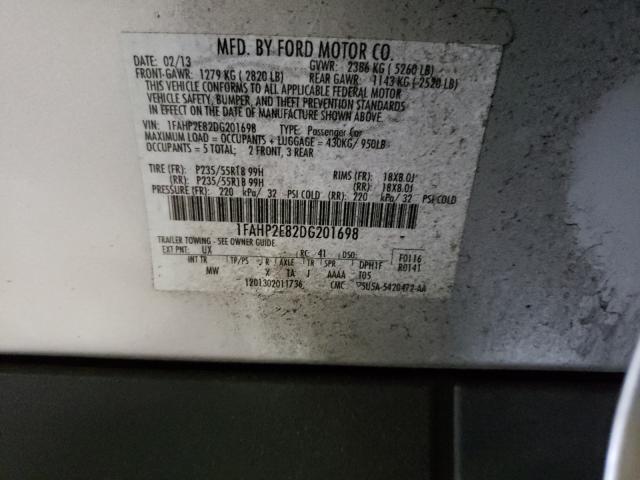 MFD. BY FORD MOTOR CO.
DATE: 02/13 GVWR: 2386 KG ( 5260 LB)
FRONT-GAWR: 1279 KG ( 2820 LB) REAR GAWR: 1143 KG ( 2520 LB)
THIS VEHICLE CONFORMS TO ALL APPLICABLE FEDERAL MOTOR
VEHICLE SAFETY, BUMPER, AND THEFT PREVENTION STANDARDS
IN EFFECT ON THE DATE OF MANUFACTURE SHOWN ABOVE.
VIN: 1FAHP2E82DG201698 TYPE: Passenger Car
MAXIMUM LOAD = OCCUPANTS + LUGGAGE = 430KG/ 950LB
OCCUPANTS = 5 TOTAL; 2 FRONT, 3 REAR
TIRE (FR): P235/55R18 99H RIMS (FR): 18X8.0J
(RR): P235/55R18 99H (RR): 18X8.0J
PRESSURE (FR): 220 kPa/ 32 PSI COLD (RR): 220 kPa/ 32 PSI COLD
1FAHP2E82DG201698
TRAILER TOWING - SEE OWNER GUIDE F0116
EXT PNT: UX RC: 41 DSO: R0141
INT TR TP/PS R AXLE TR SPR DPH1F
MW X TA J AAAA T05
1201302011736 CMC 5U5A-5420472-AA